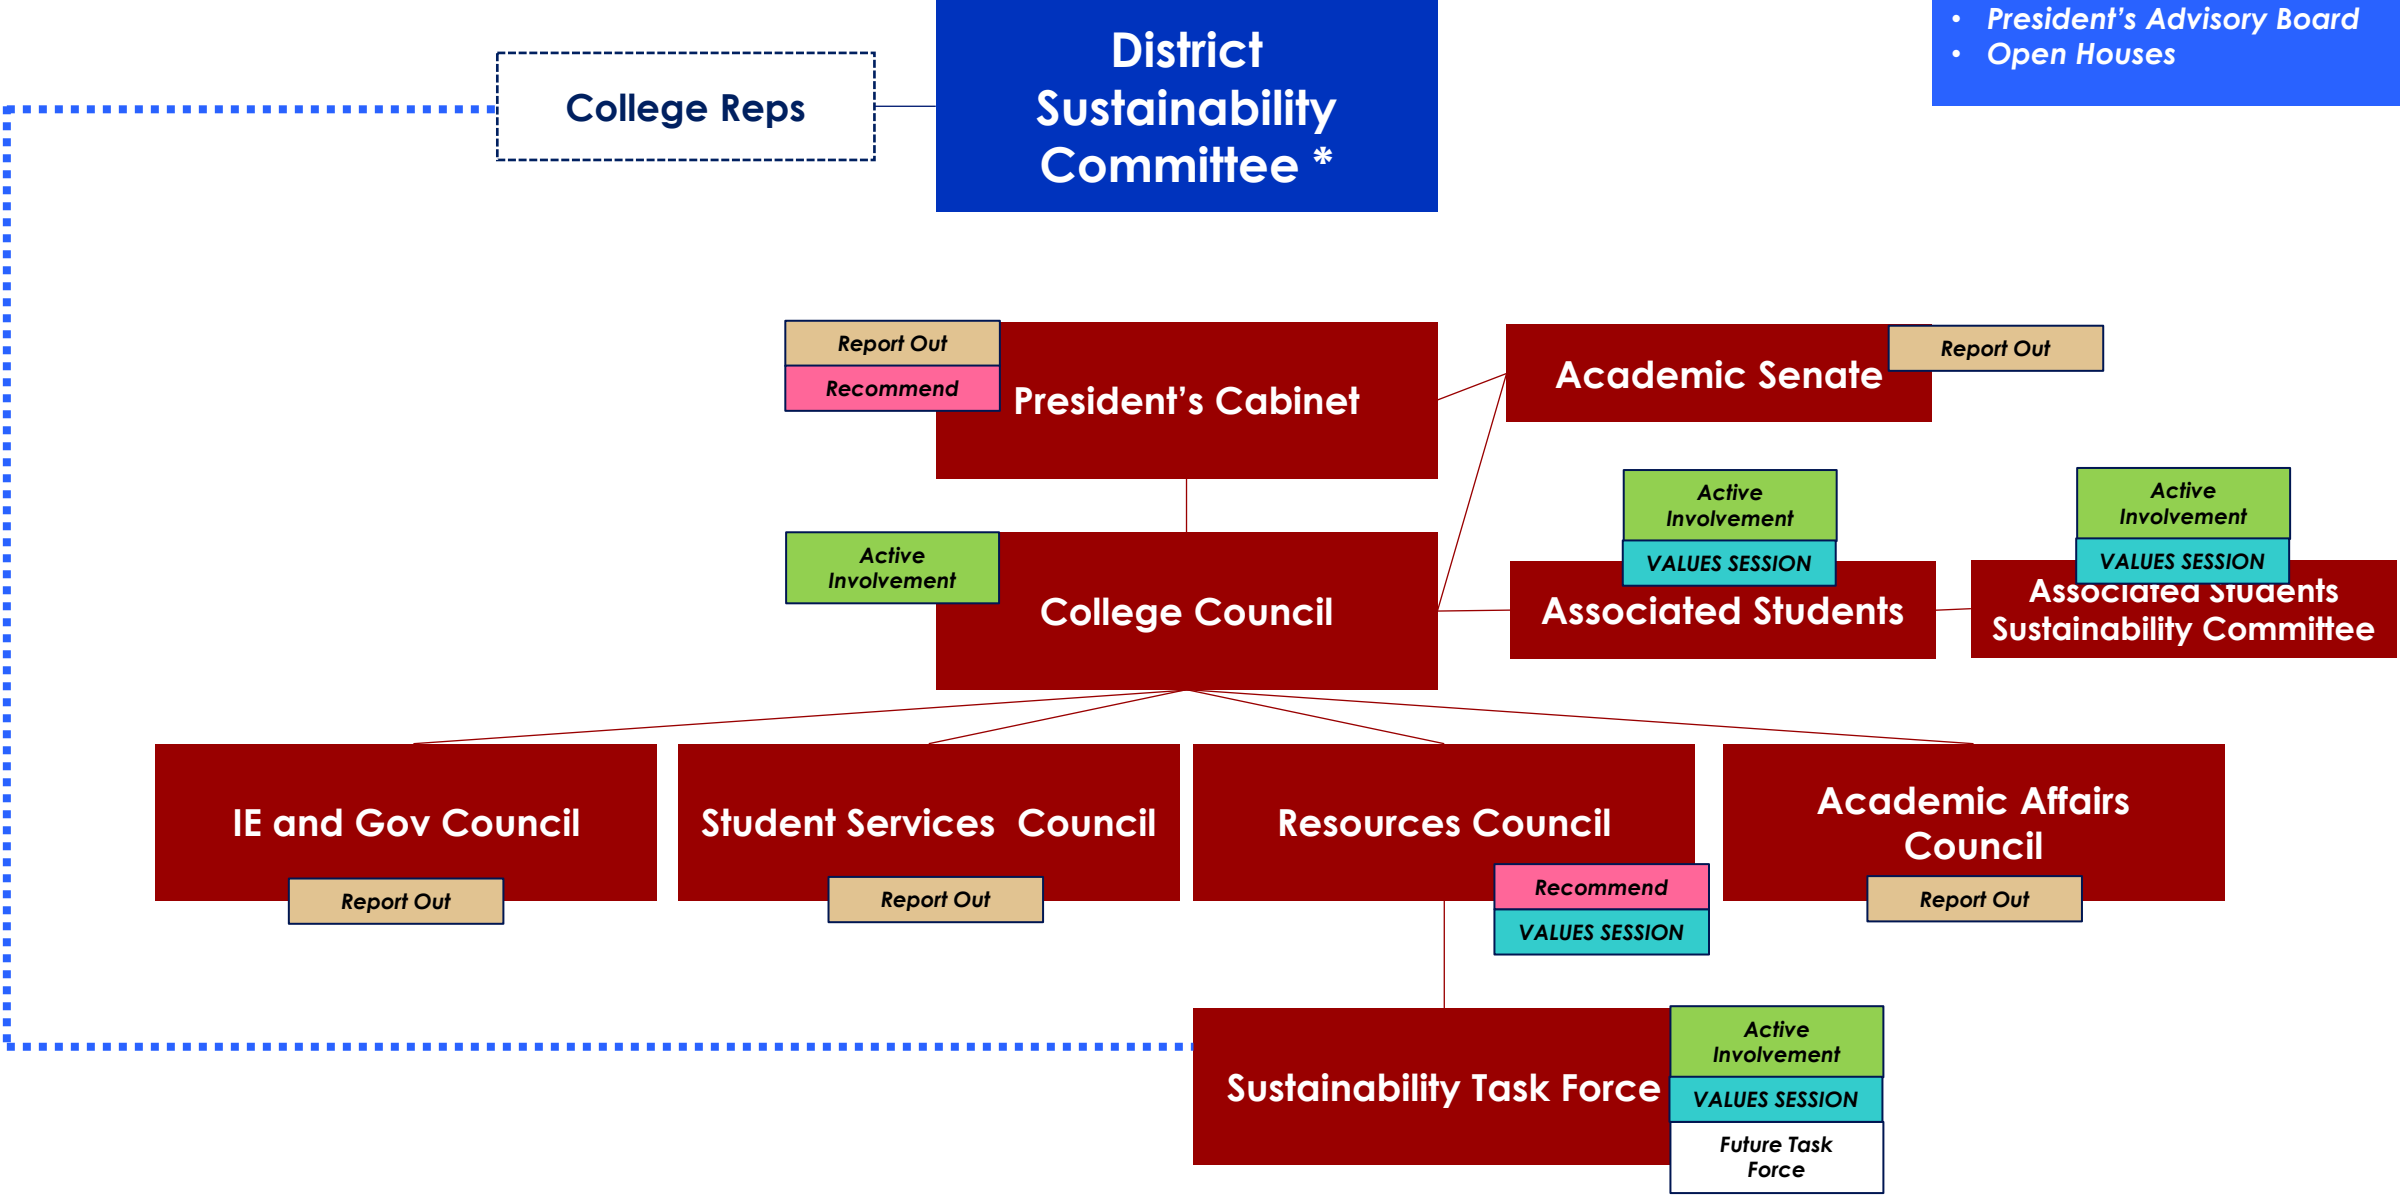 • President's Advisory Board
• Open Houses
District
Sustainability
Committee *
College Reps
Report Out
Recommend
President's Cabinet
Academic Senate
Report Out
Active
Involvement
VALUES SESSION
Active
Involvement
VALUES SESSION
Active
Involvement
College Council
Associated Students
Associated Students
Sustainability Committee
IE and Gov Council
Report Out
Student Services  Council
Report Out
Resources Council
Recommend
VALUES SESSION
Academic Affairs
Council
Report Out
Sustainability Task Force
Active
Involvement
VALUES SESSION
Future Task
Force